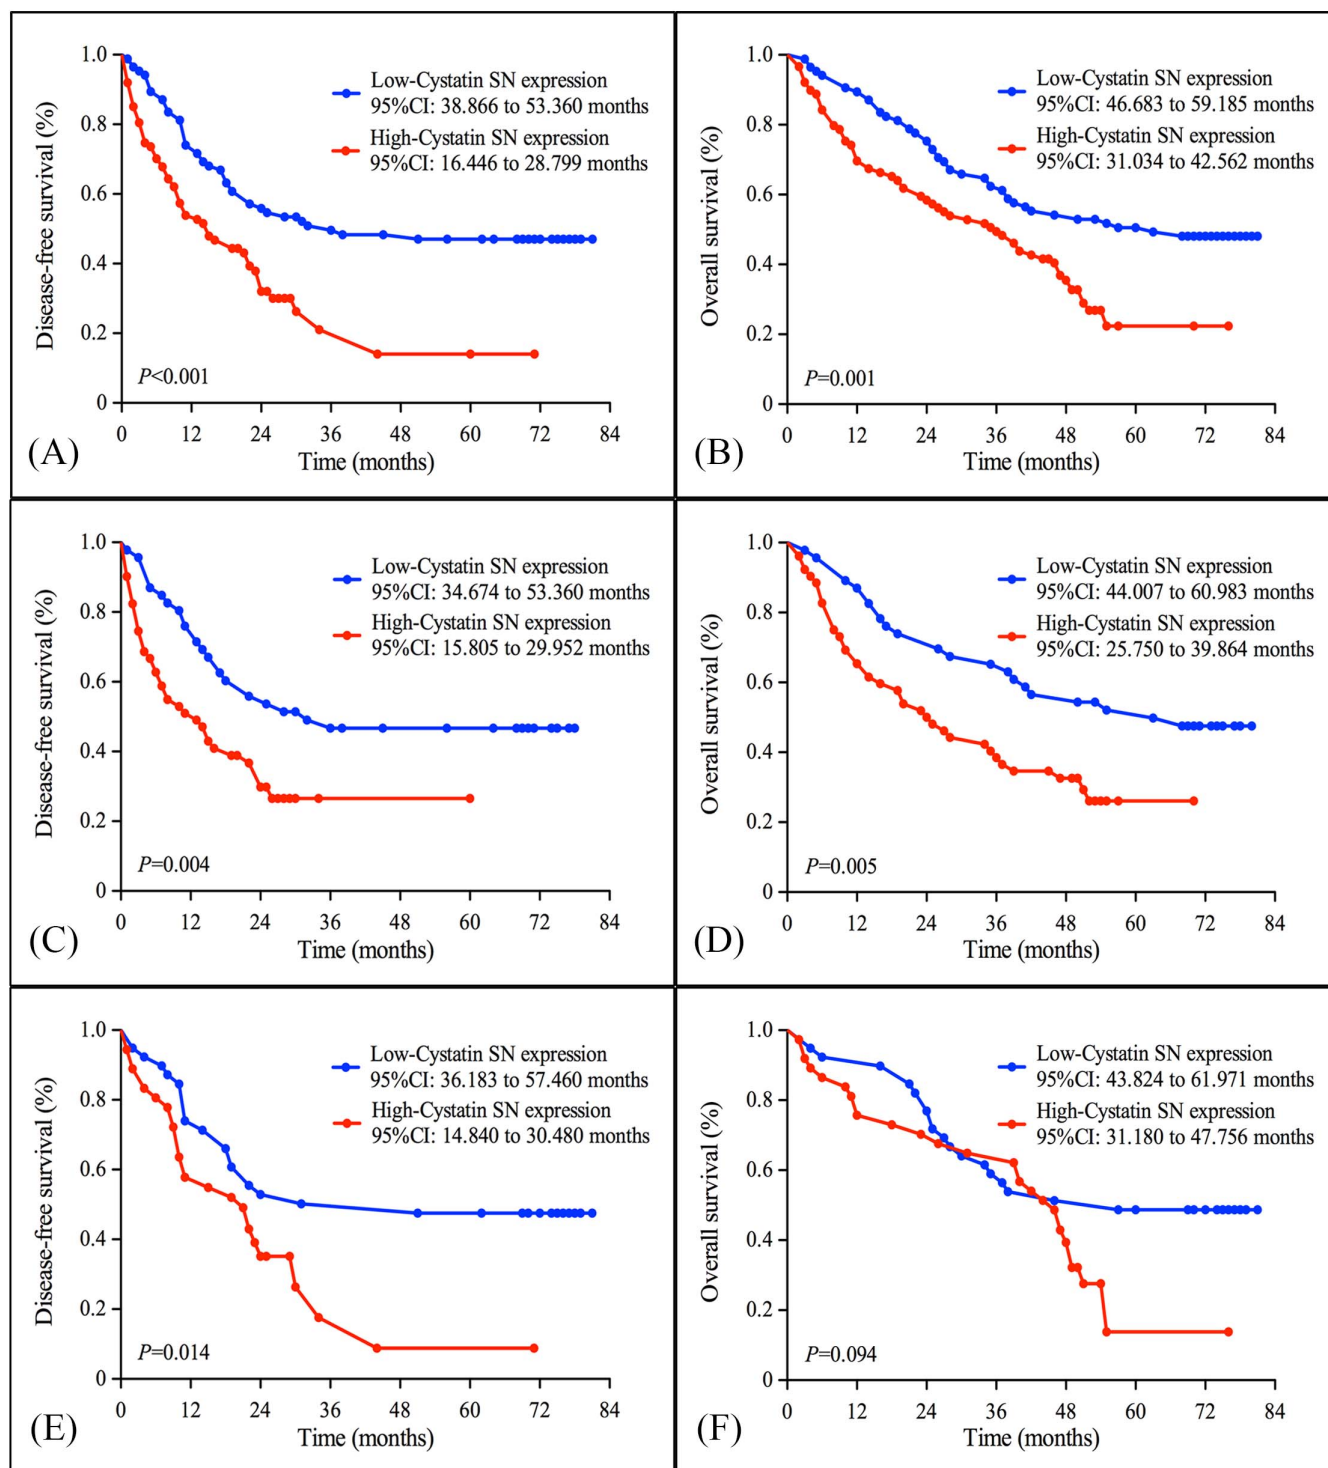 1.0
0.8
0.6
0.4
0.2
0
Disease-free survival (%)
Low-Cystatin SN expression
95%CI: 38.866 to 53.360 months
High-Cystatin SN expression
95%CI: 16.446 to 28.799 months
P<0.001
0 12 24 36 48 60 72 84
Time (months)
(A)
1.0
0.8
0.6
0.4
0.2
0
Overall survival (%)
Low-Cystatin SN expression
95%CI: 46.683 to 59.185 months
High-Cystatin SN expression
95%CI: 31.034 to 42.562 months
P=0.001
0 12 24 36 48 60 72 84
Time (months)
(B)
1.0
0.8
0.6
0.4
0.2
0
Disease-free survival (%)
Low-Cystatin SN expression
95%CI: 34.674 to 53.360 months
High-Cystatin SN expression
95%CI: 15.805 to 29.952 months
P=0.004
0 12 24 36 48 60 72 84
Time (months)
(C)
1.0
0.8
0.6
0.4
0.2
0
Overall survival (%)
Low-Cystatin SN expression
95%CI: 44.007 to 60.983 months
High-Cystatin SN expression
95%CI: 25.750 to 39.864 months
P=0.005
0 12 24 36 48 60 72 84
Time (months)
(D)
1.0
0.8
0.6
0.4
0.2
0
Disease-free survival (%)
Low-Cystatin SN expression
95%CI: 36.183 to 57.460 months
High-Cystatin SN expression
95%CI: 14.840 to 30.480 months
P=0.014
0 12 24 36 48 60 72 84
Time (months)
(E)
1.0
0.8
0.6
0.4
0.2
0
Overall survival (%)
Low-Cystatin SN expression
95%CI: 43.824 to 61.971 months
High-Cystatin SN expression
95%CI: 31.180 to 47.756 months
P=0.094
0 12 24 36 48 60 72 84
Time (months)
(F)